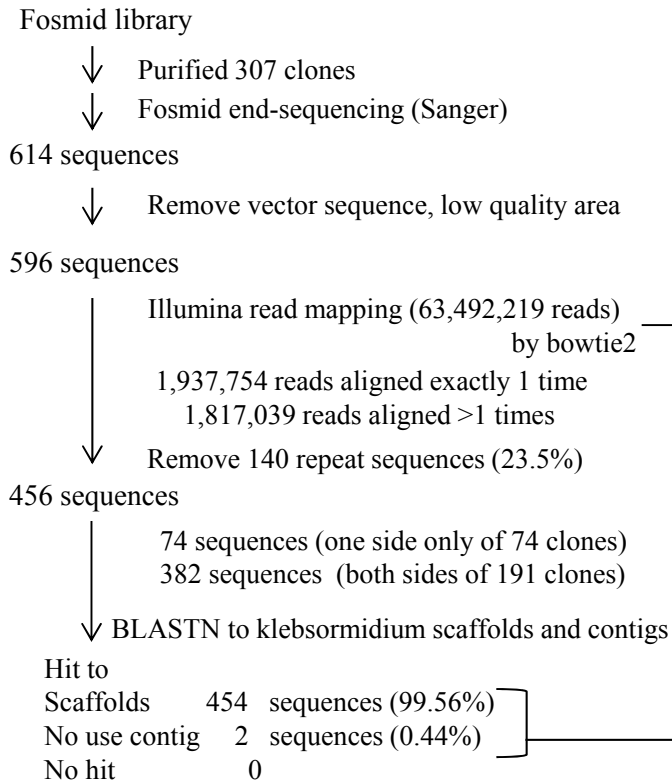 Fosmid library
Purified 307 clones
Fosmid end-sequencing (Sanger)
614 sequences
Remove vector sequence, low quality area
596 sequences
Illumina read mapping (63,492,219 reads)
by bowtie2
1,937,754 reads aligned exactly 1 time
1,817,039 reads aligned >1 times
Remove 140 repeat sequences (23.5%)
456 sequences
74 sequences (one side only of 74 clones)
382 sequences (both sides of 191 clones)
BLASTN to klebsormidium scaffolds and contigs
Hit to
Scaffolds 454 sequences (99.56%)
No use contig 2 sequences (0.44%)
No hit 0